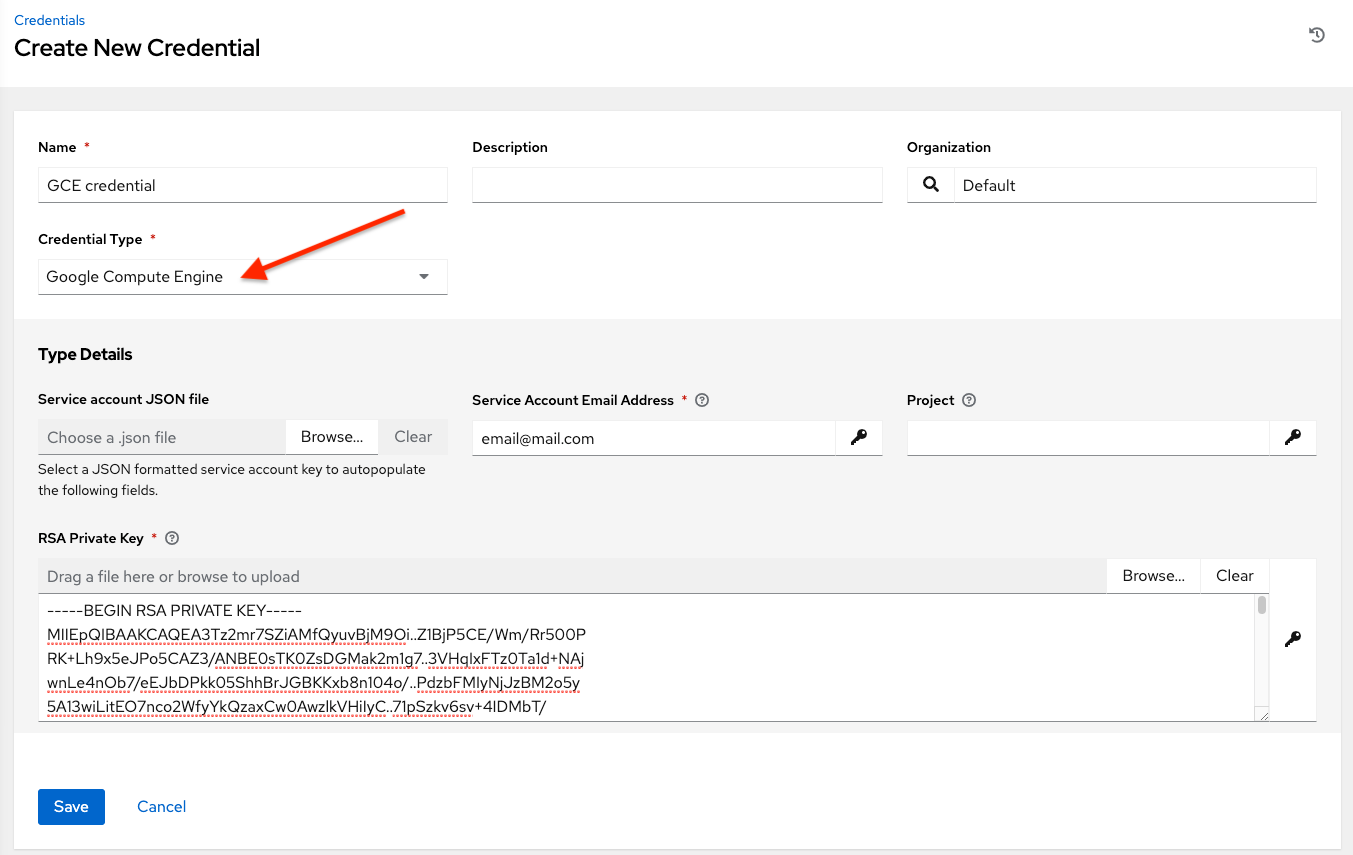 Credentials
Create New Credential
Name *
Description
Organization
GCE credential
Default
Credential Type *
Google Compute Engine
Type Details
Service account JSON file
Service Account Email Address *
Project
Choose a .json file
Browse...
Clear
email@mail.com
Select a JSON formatted service account key to autopopulate
the following fields.
RSA Private Key *
Drag a file here or browse to upload
Browse...
Clear
-----BEGIN RSA PRIVATE KEY-----
MIIEpQIBAAKCAQEA3Tz2mr7SZiAMfQyuvBjM9Oi..Z1BjP5CE/Wm/Rr500P
RK+Lh9x5eJPo5CAZ3/ANBE0sTK0ZsDGMak2m1g7..3VHqIxFTz0Ta1d+NAj
wnLe4nOb7/eEJbDPkk05ShhBrJGBKKxb8n104o/..PdzbFMIyNjJzBM2o5y
5A13wiLitEO7nco2WfyYkQzaxCw0AwzIkVHiIyC..71pSzkv6sv+4IDMbT/
Save
Cancel